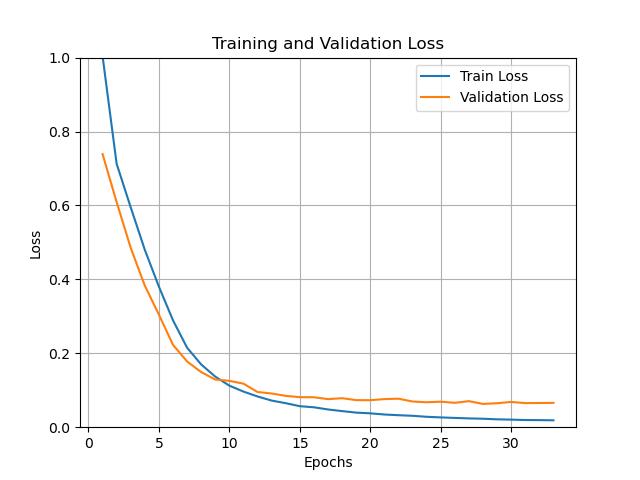 Training and Validation Loss
Train Loss
Validation Loss
Loss
1.0
0.8
0.6
0.4
0.2
0.0
0 5 10 15 20 25 30
Epochs